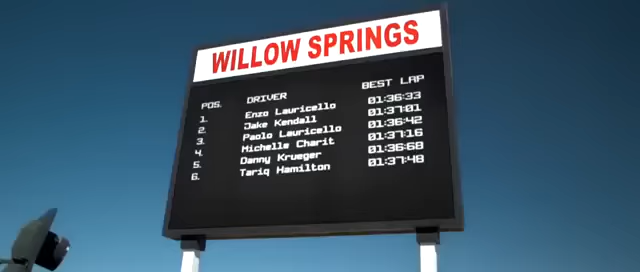 WILLOW SPRINGS
POS. DRIVER BEST LAP
1. Enzo Lauricello 01:36:33
2. Jake Kendall 01:37:01
3. Paolo Lauricello 01:36:42
4. Michelle Charit 01:37:16
5. Danny Krueger 01:36:68
6. Tariq Hamilton 01:37:48